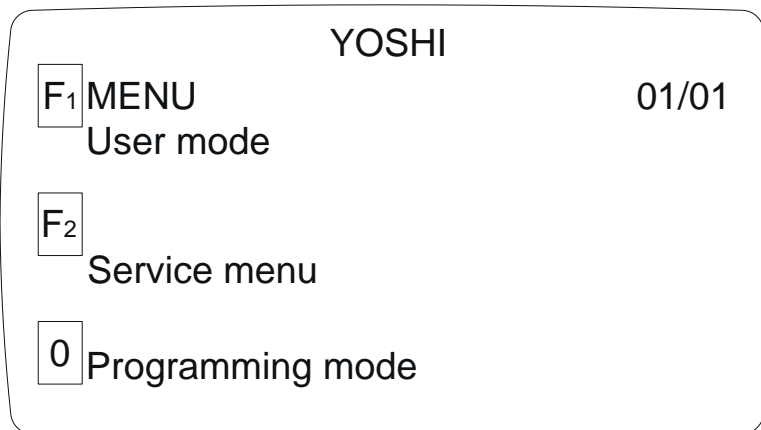 YOSHI
F1 MENU 01/01
User mode
F2
Service menu
0 Programming mode